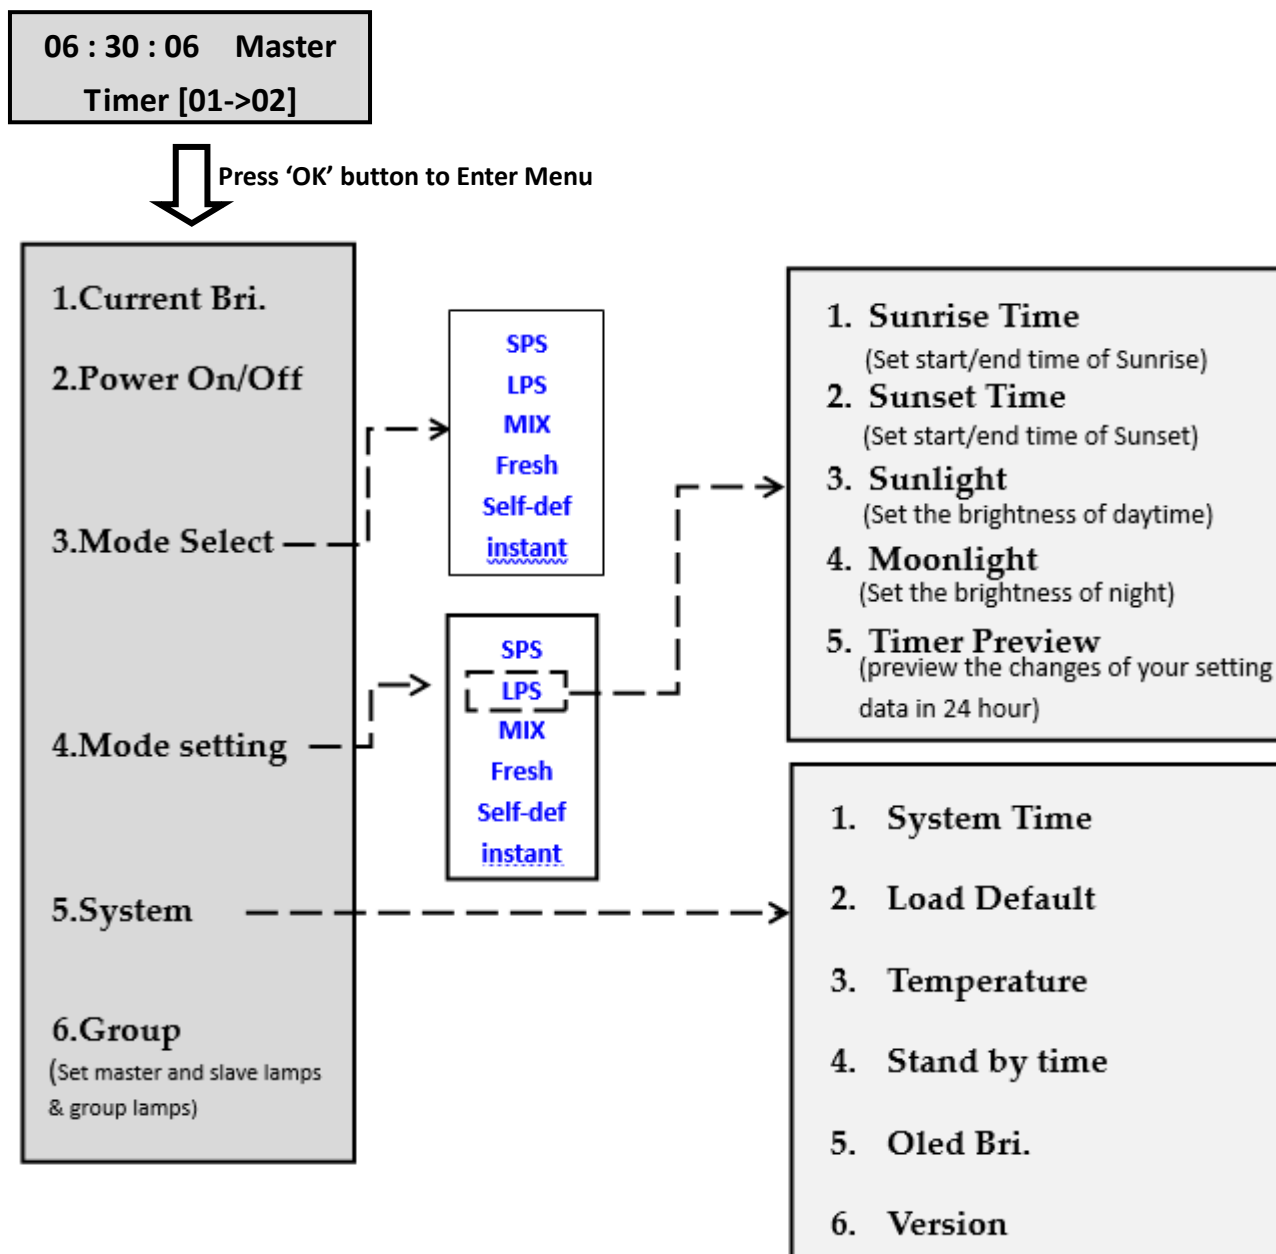 06 : 30 : 06 Master
Timer [01->02]
Press ‘OK’ button to Enter Menu
1.Current Bri.
2.Power On/Off
3.Mode Select
4.Mode setting
5.System
6.Group
(Set master and slave lamps
& group lamps)
SPS
LPS
MIX
Fresh
Self-def
instant
SPS
LPS
MIX
Fresh
Self-def
instant
1. Sunrise Time
(Set start/end time of Sunrise)
2. Sunset Time
(Set start/end time of Sunset)
3. Sunlight
(Set the brightness of daytime)
4. Moonlight
(Set the brightness of night)
5. Timer Preview
(preview the changes of your setting
data in 24 hour)
1. System Time
2. Load Default
3. Temperature
4. Stand by time
5. Oled Bri.
6. Version